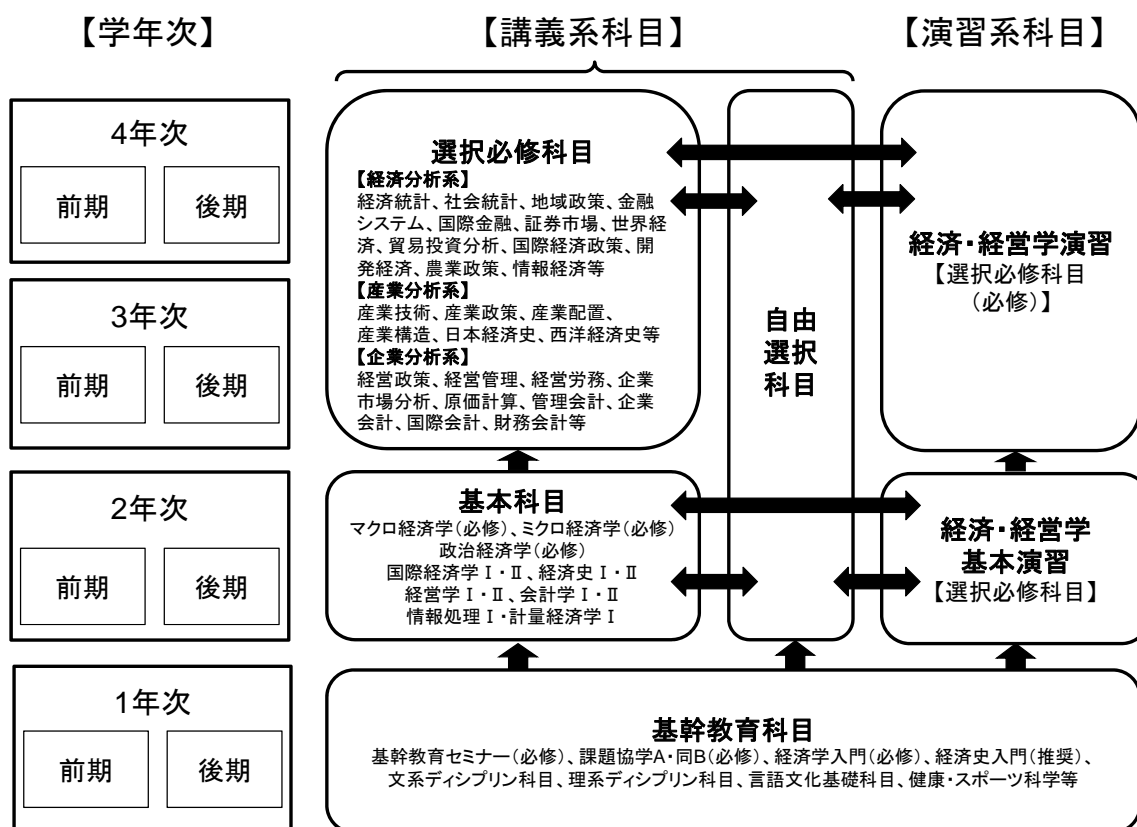 【学年次】
【講義系科目】
【演習系科目】
4年次
前期
後期
3年次
前期
後期
2年次
前期
後期
1年次
前期
後期
選択必修科目
【経済分析系】
経済統計、社会統計、地域政策、金融
システム、国際金融、証券市場、世界経
済、貿易投資分析、国際経済政策、開
発経済、農業政策、情報経済等
【産業分析系】
産業技術、産業政策、産業配置、
産業構造、日本経済史、西洋経済史等
【企業分析系】
経営政策、経営管理、経営労務、企業
市場分析、原価計算、管理会計、企業
会計、国際会計、財務会計等
基本科目
マクロ経済学(必修)、ミクロ経済学(必修)
政治経済学(必修)
国際経済学Ⅰ・Ⅱ、経済史Ⅰ・Ⅱ
経営学Ⅰ・Ⅱ、会計学Ⅰ・Ⅱ
情報処理Ⅰ・計量経済学Ⅰ
自由
選択
科目
経済・経営学演習
【選択必修科目
(必修)】
経済・経営学
基本演習
【選択必修科目】
基幹教育科目
基幹教育セミナー(必修)、課題協学A・同B(必修)、経済学入門(必修)、経済史入門(推奨)、
文系ディシプリン科目、理系ディシプリン科目、言語文化基礎科目、健康・スポーツ科学等